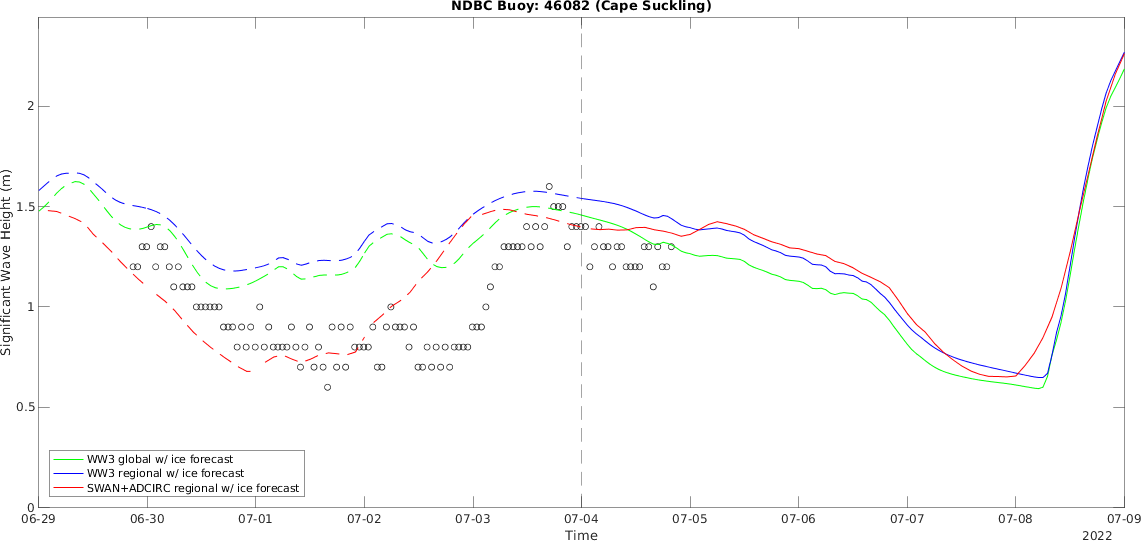 NDBC Buoy: 46082 (Cape Suckling)
Significant Wave Height (m)
2
1.5
1
0.5
0
WW3 global w/ ice forecast
WW3 regional w/ ice forecast
SWAN+ADCIRC regional w/ ice forecast
06-29 06-30 07-01 07-02 07-03 07-04 07-05 07-06 07-07 07-08 07-09
Time
2022